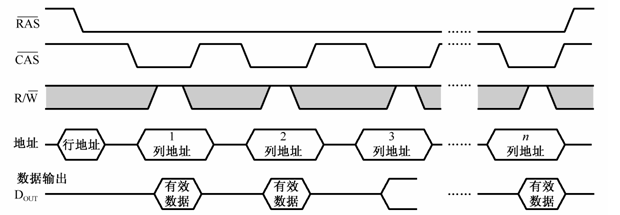 RAS
......
CAS
......
R/W
......
地址 行地址 1 列地址 2 列地址 3 列地址 ...... n 列地址
数据输出
DOUT 有效数据 有效数据 ...... 有效数据